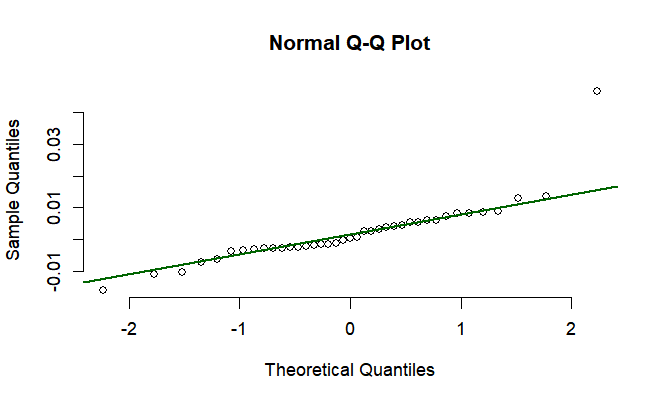 Normal Q-Q Plot
Sample Quantiles
0.03
0.01
-0.01
-2 -1 0 1 2
Theoretical Quantiles